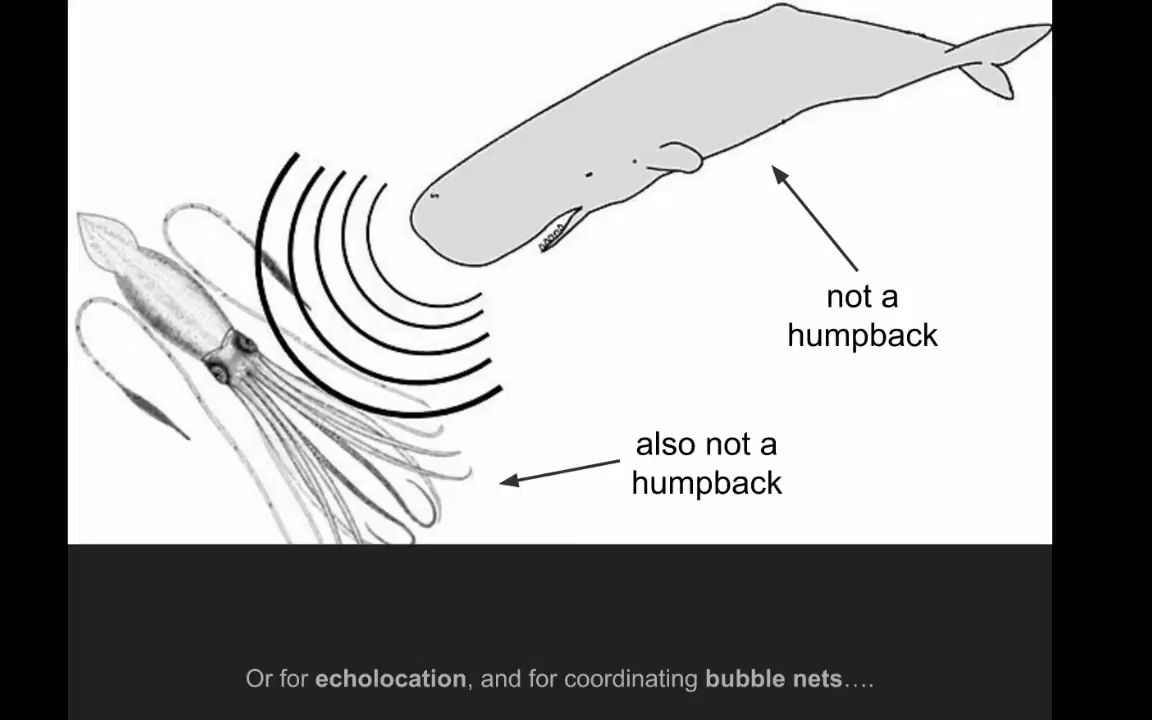 not a
humpback
also not a
humpback
Or for echolocation, and for coordinating bubble nets….